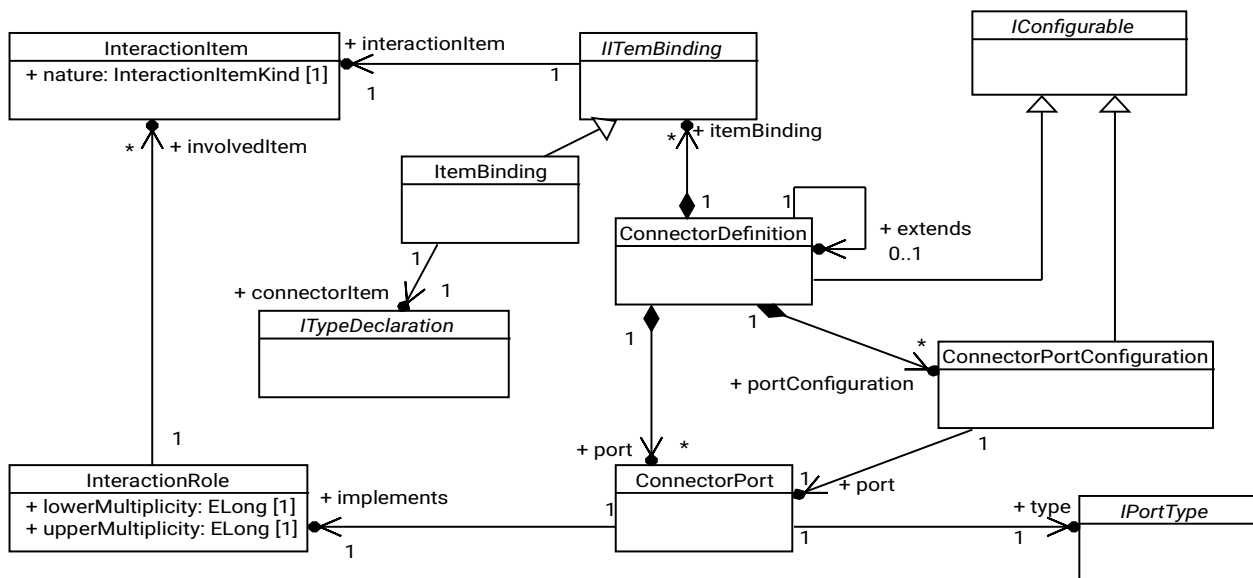 IConfigurable
InteractionItem
+ nature: InteractionItemKind [1]
+ interactionItem
1
1
IITemBinding
*
+ involvedItem
ItemBinding
*
+ itemBinding
1
1
ConnectorDefinition
+ extends
0..1
1
1
+ connectorItem
ITypeDeclaration
1
1
*
+ portConfiguration
ConnectorPortConfiguration
1
1
InteractionRole
+ lowerMultiplicity: ELong [1]
+ upperMultiplicity: ELong [1]
+ port
*
ConnectorPort
1
+ port
+ implements
1
1
+ type
1
1
IPortType